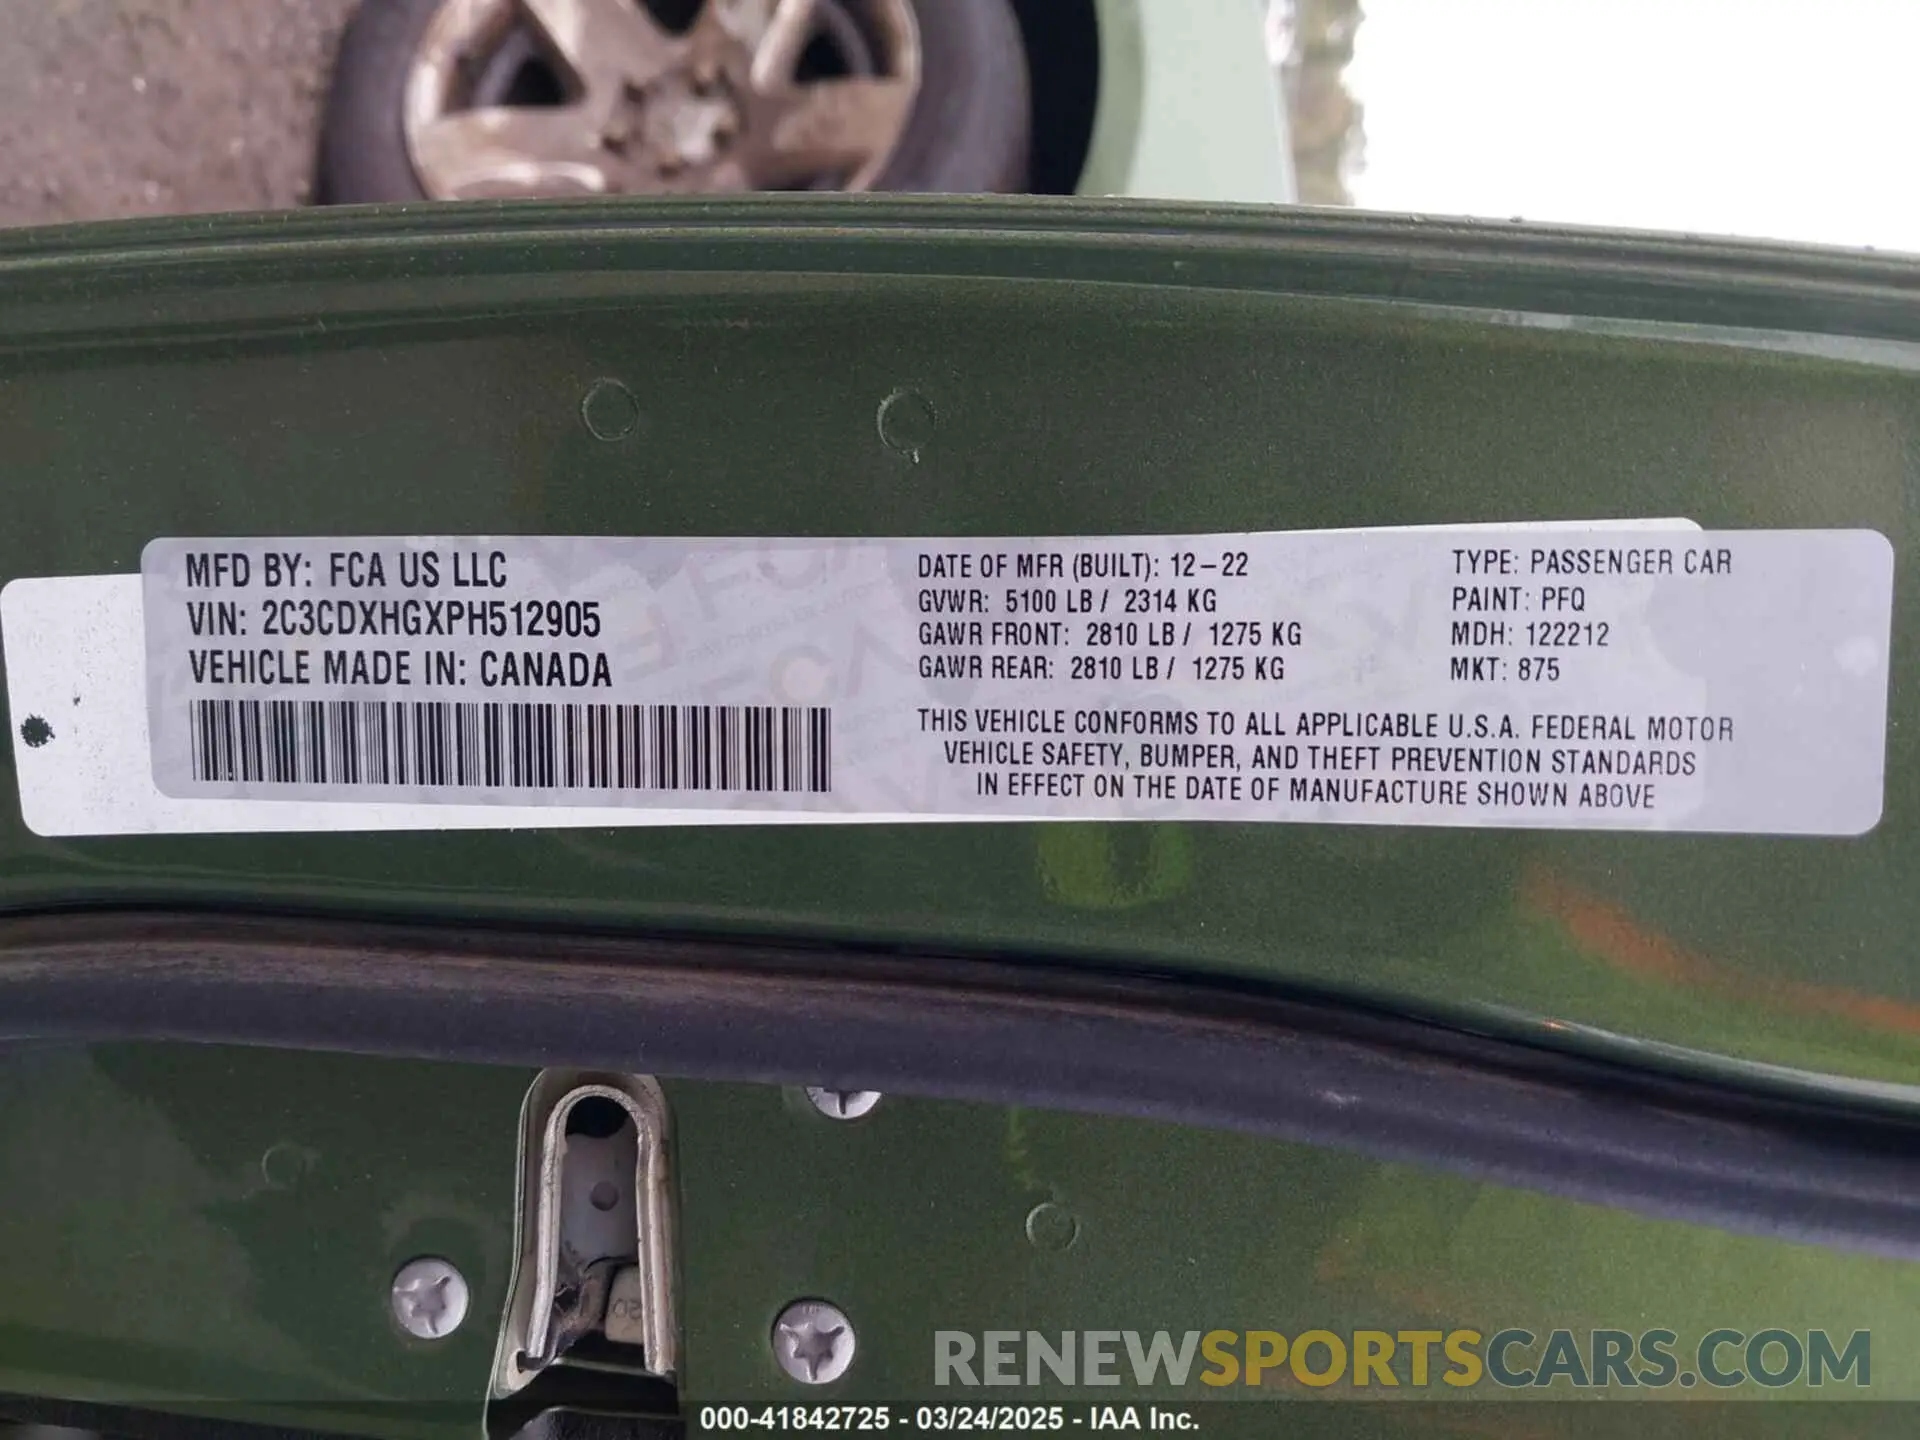 MFD BY: FCA US LLC
VIN: 2C3CDXHGXPH512905
VEHICLE MADE IN: CANADA
DATE OF MFR (BUILT): 12-22
GVWR: 5100 LB / 2314 KG
GAWR FRONT: 2810 LB / 1275 KG
GAWR REAR: 2810 LB / 1275 KG
TYPE: PASSENGER CAR
PAINT: PFQ
MDH: 122212
MKT: 875
THIS VEHICLE CONFORMS TO ALL APPLICABLE U.S.A. FEDERAL MOTOR
VEHICLE SAFETY, BUMPER, AND THEFT PREVENTION STANDARDS
IN EFFECT ON THE DATE OF MANUFACTURE SHOWN ABOVE
RENEWSPORTSCARS.COM
000-41842725 - 03/24/2025 - IAA Inc.